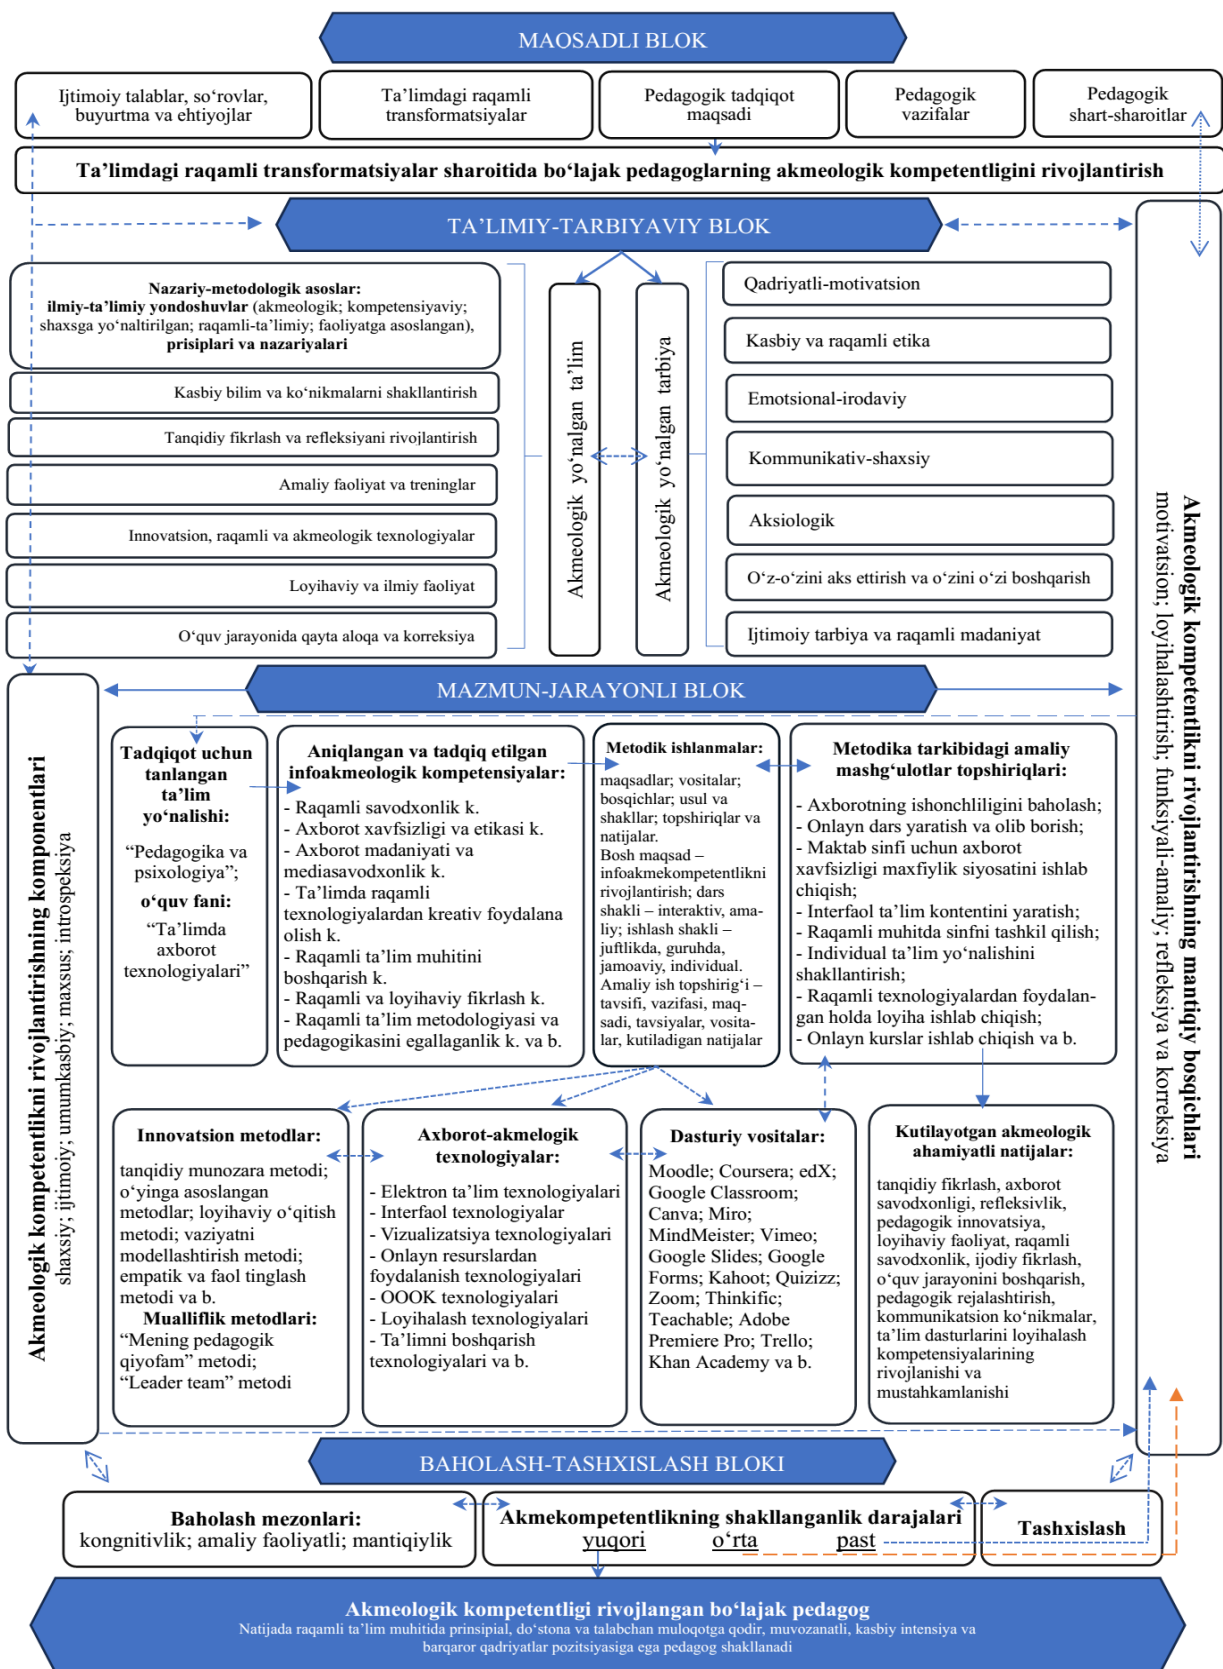 MAQSADLI BLOK
Ijtimoiy talablar, so‘rovlar,
buyurtma va ehtiyojlar
Ta’limdagi raqamli
transformatsiyalar
Pedagogik tadqiqot
maqsadi
Pedagogik
vazifalar
Pedagogik
shart-sharoitlar
Ta’limdagi raqamli transformatsiyalar sharoitida bo‘lajak pedagoglarning akmeologik kompetentligini rivojlantirish
TA’LIMIY-TARBIYAVIY BLOK
Nazariy-metodologik asoslar:
ilmiy-ta’limiy yondoshuvlar (akmeologik; kompetensiyaviy;
shaxsga yo‘naltirilgan; raqamli-ta’limiy; faoliyatga asoslangan),
prisiplari va nazariyalari
Kasbiy bilim va ko‘nikmalarni shakllantirish
Tanqidiy fikrlash va refleksiyani rivojlantirish
Amaliy faoliyat va treninglar
Innovatsion, raqamli va akmeologik texnologiyalar
Loyihaviy va ilmiy faoliyat
O‘quv jarayonida qayta aloqa va korreksiya
Akmeologik yo‘nalgan ta’lim
Akmeologik yo‘nalgan tarbiya
Qadriyatli-motivatsion
Kasbiy va raqamli etika
Emotsional-irodaviy
Kommunikativ-shaxsiy
Aksiologik
O‘z-o‘zini aks ettirish va o‘zini o‘zi boshqarish
Ijtimoiy tarbiya va raqamli madaniyat
Akmeologik kompetentlikni rivojlantirishning mantiqiy bosqichlari
motivatsion; loyihalashtirish; funksiyali-amaliy; refleksiya va korreksiya
MAZMUN-JARAYONLI BLOK
Akmeologik kompetentlikni rivojlantirishning komponentlari
shaxsiy; ijtimoiy; umumkasbiy; maxsus; introspeksiya
Tadqiqot uchun
tanlangan
ta’lim
yo‘nalishi:
“Pedagogika va
psixologiya”;
o‘quv fani:
“Ta’limda
axborot
texnologiyalari”
Aniqlangan va tadqiq etilgan
infoakmeologik kompetensiyalar:
- Raqamli savodxonlik k.
- Axborot xavfsizligi va etikasi k.
- Axborot madaniyati va
mediasavodxonlik k.
- Ta’limda raqamli
texnologiyalardan kreativ foydalana
olish k.
- Raqamli ta’lim muhitini
boshqarish k.
- Raqamli va loyihaviy fikrlash k.
- Raqamli ta’lim metodologiyasi va
pedagogikasini egallaganlik k. va b.
Metodik ishlanmalar:
maqsadlar; vositalar;
bosqichlar; usul va
shakllar; topshiriqlar va
natijalar.
Bosh maqsad –
infoakmekompetentlikni
rivojlantirish; dars
shakli – interaktiv, ama-
liy; ishlash shakli –
juftlikda, guruhda,
jamoaviy, individual.
Amaliy ish topshirig‘i –
tavsifi, vazifasi, maq-
sadi, tavsiyalar, vosita-
lar, kutiladigan natijalar
Metodika tarkibidagi amaliy
mashg‘ulotlar topshiriqlari:
- Axborotning ishonchliligini baholash;
- Onlayn dars yaratish va olib borish;
- Maktab sinfi uchun axborot
xavfsizligi maxfiylik siyosatini ishlab
chiqish;
- Interfaol ta’lim kontentini yaratish;
- Raqamli muhitda sinfni tashkil qilish;
- Individual ta’lim yo‘nalishini
shakllantirish;
- Raqamli texnologiyalardan foydalan-
gan holda loyiha ishlab chiqish;
- Onlayn kurslar ishlab chiqish va b.
Innovatsion metodlar:
tanqidiy munozara metodi;
o‘yinga asoslangan
metodlar; loyihaviy o‘qitish
metodi; vaziyatni
modellashtirish metodi;
empatik va faol tinglash
metodi va b.
Mualliflik metodlari:
“Mening pedagogik
qiyofam” metodi;
“Leader team” metodi
Axborot-akmelogik
texnologiyalar:
- Elektron ta’lim texnologiyalari
- Interfaol texnologiyalar
- Vizualizatsiya texnologiyalari
- Onlayn resurslardan
foydalanish texnologiyalari
- OOOK texnologiyalari
- Loyihalash texnologiyalari
- Ta’limni boshqarish
texnologiyalari va b.
Dasturiy vositalar:
Moodle; Coursera; edX;
Google Classroom;
Canva; Miro;
MindMeister; Vimeo;
Google Slides; Google
Forms; Kahoot; Quizizz;
Zoom; Thinkific;
Teachable; Adobe
Premiere Pro; Trello;
Khan Academy va b.
Kutilayotgan akmeologik
ahamiyatli natijalar:
tanqidiy fikrlash, axborot
savodxonligi, refleksivlik,
pedagogik innovatsiya,
loyihaviy faoliyat, raqamli
savodxonlik, ijodiy fikrlash,
o‘quv jarayonini boshqarish,
pedagogik rejalashtirish,
kommunikatsion ko‘nikmalar,
ta’lim dasturlarini loyihalash
kompetensiyalarining
rivojlanishi va
mustahkamlanishi
BAHOLASH-TASHXISLASH BLOKI
Baholash mezonlari:
kongnitivlik; amaliy faoliyatli; mantiqiylik
Akmekompetentlikning shakllanganlik darajalari
yuqori o‘rta past
Tashxislash
Akmeologik kompetentligi rivojlangan bo‘lajak pedagog
Natijada raqamli ta’lim muhitida prinsipial, do‘stona va talabchan muloqotga qodir, muvozanatli, kasbiy intensiya va
barqaror qadriyatlar pozitsiyasiga ega pedagog shakllanadi